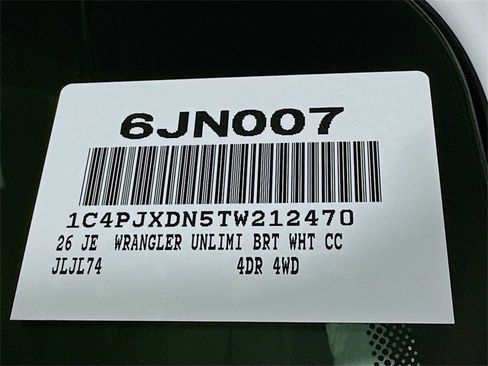 6JN007
1C4PJXDN5TW212470
26 JE WRANGLER UNLIMI BRT WHT CC
JLJL74 4DR 4WD